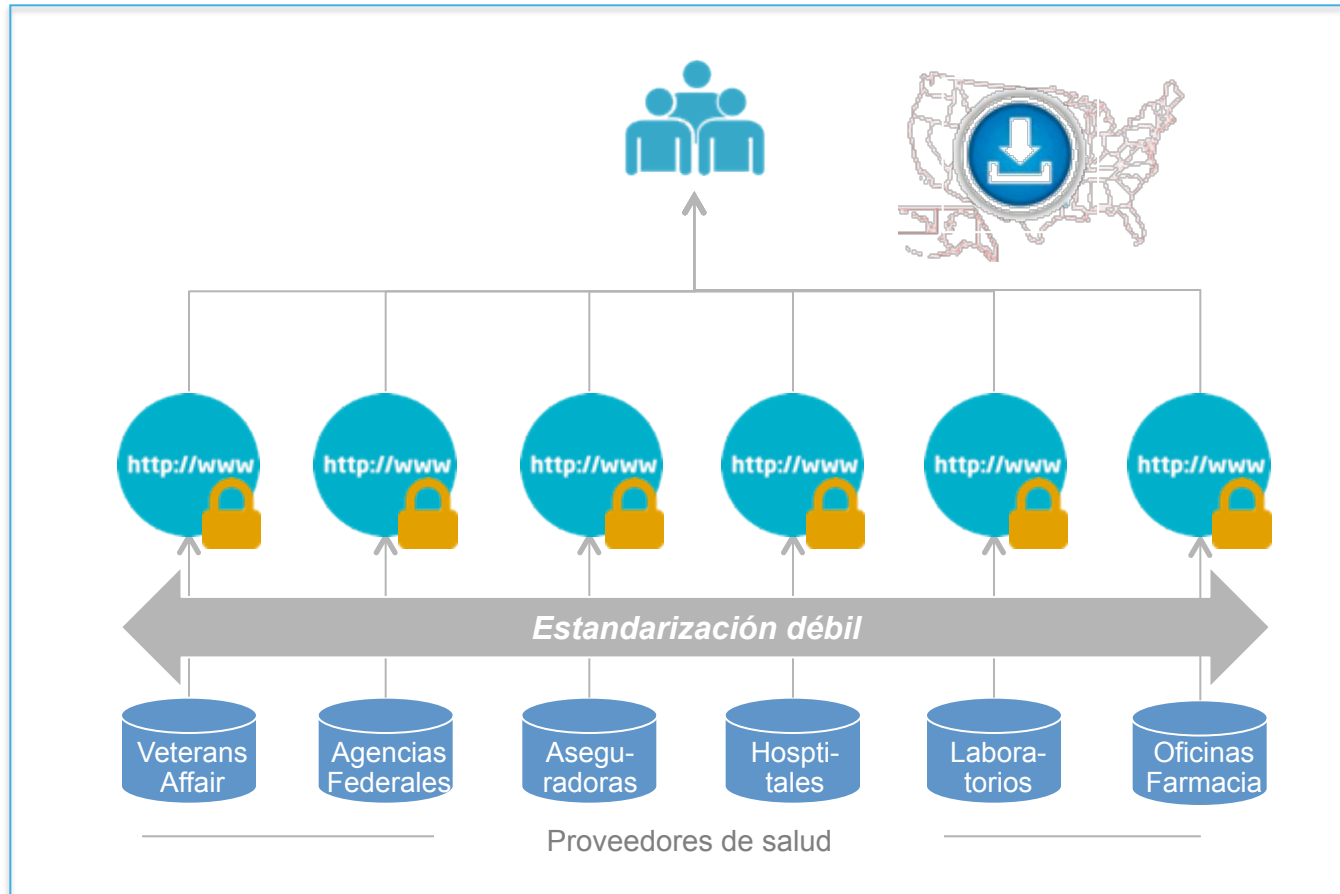 http://www
http://www
http://www
http://www
http://www
http://www
Estandarización débil
Veterans
Affair
Agencias
Federales
Asegu-
radoras
Hospti-
tales
Labora-
torios
Oficinas
Farmacia
Proveedores de salud